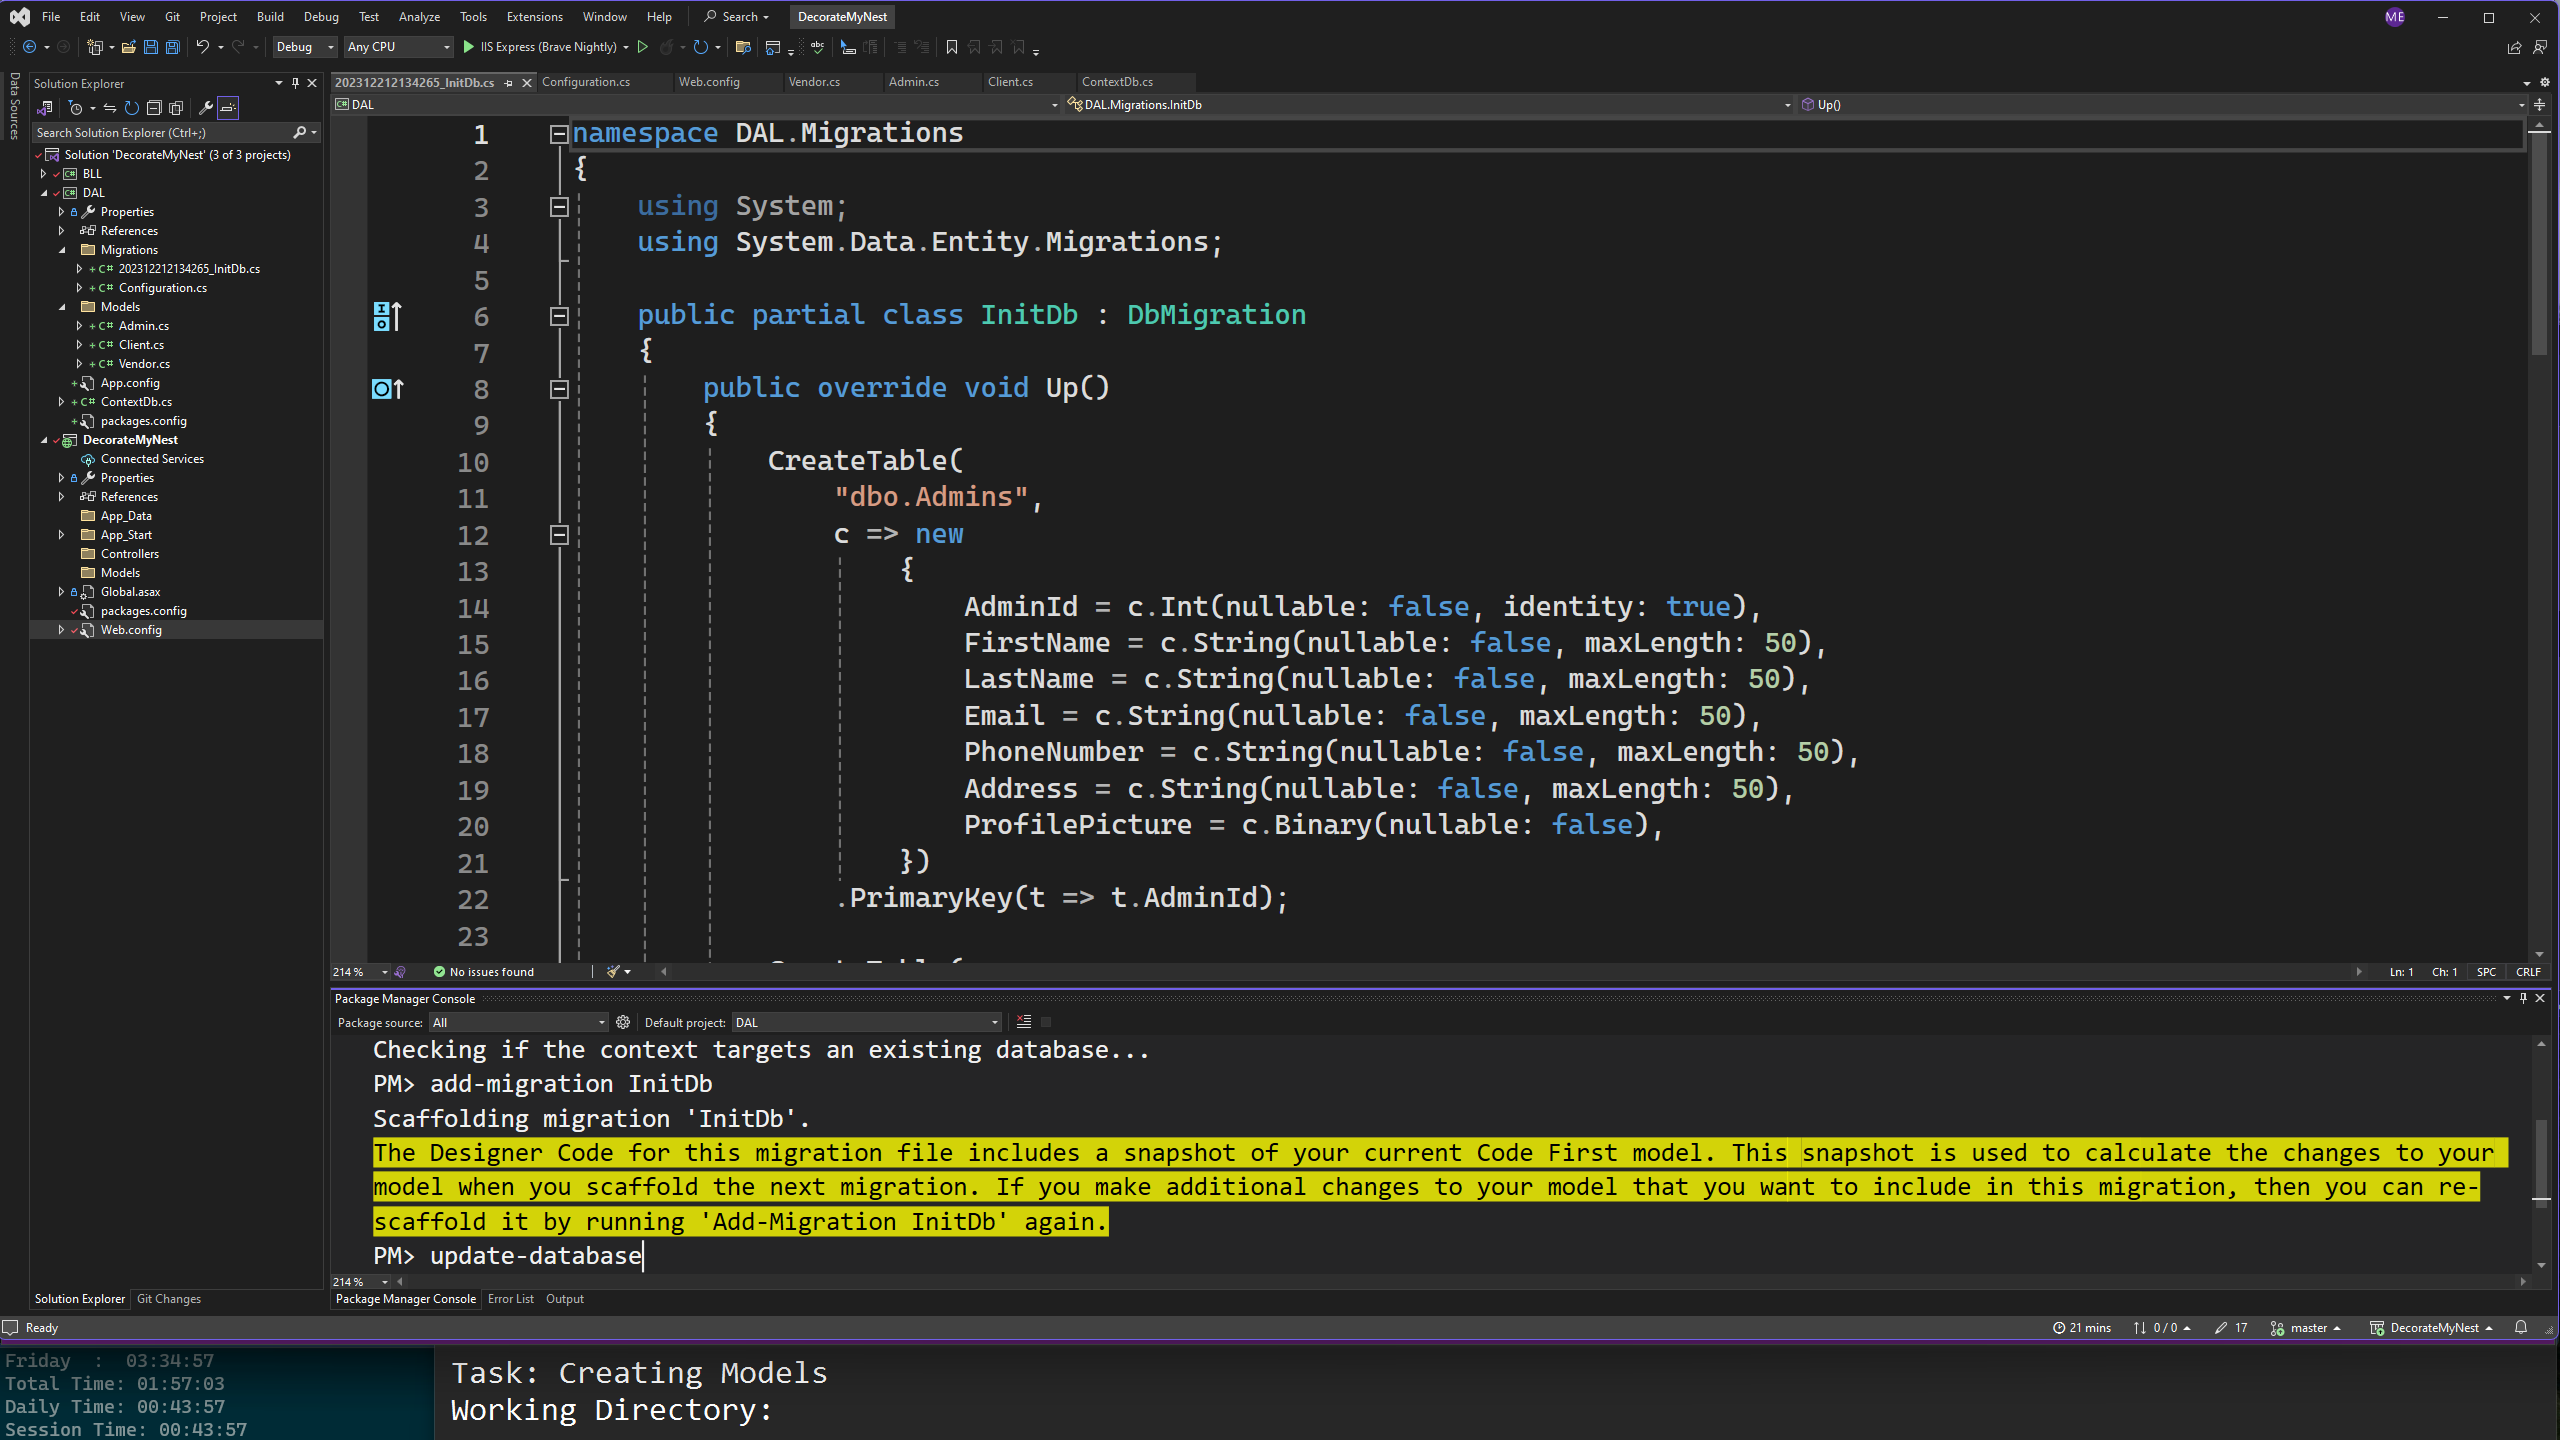 File Edit View Git Project Build Debug Test Analyze Tools Extensions Window Help Search DecorateMyNest ME
Debug Any CPU IIS Express (Brave Nightly)
Data Sources
Solution Explorer
Search Solution Explorer (Ctrl+;)
Solution 'DecorateMyNest' (3 of 3 projects)
BLL
DAL
Properties
References
Migrations
202312212134265_InitDb.cs
Configuration.cs
Models
Admin.cs
Client.cs
Vendor.cs
App.config
ContextDb.cs
packages.config
DecorateMyNest
Connected Services
Properties
References
App_Data
App_Start
Controllers
Models
Global.asax
packages.config
Web.config
Solution Explorer Git Changes
202312212134265_InitDb.cs Configuration.cs Web.config Vendor.cs Admin.cs Client.cs ContextDb.cs
DAL DAL.Migrations.InitDb Up()
1 namespace DAL.Migrations
2 {
3 using System;
4 using System.Data.Entity.Migrations;
5
6 public partial class InitDb : DbMigration
7 {
8 public override void Up()
9 {
10 CreateTable(
11 "dbo.Admins",
12 c => new
13 {
14 AdminId = c.Int(nullable: false, identity: true),
15 FirstName = c.String(nullable: false, maxLength: 50),
16 LastName = c.String(nullable: false, maxLength: 50),
17 Email = c.String(nullable: false, maxLength: 50),
18 PhoneNumber = c.String(nullable: false, maxLength: 50),
19 Address = c.String(nullable: false, maxLength: 50),
20 ProfilePicture = c.Binary(nullable: false),
21 })
22 .PrimaryKey(t => t.AdminId);
23
214 % No issues found Ln: 1 Ch: 1 SPC CRLF
Package Manager Console
Package source: All Default project: DAL
Checking if the context targets an existing database...
PM> add-migration InitDb
Scaffolding migration 'InitDb'.
The Designer Code for this migration file includes a snapshot of your current Code First model. This snapshot is used to calculate the changes to your
model when you scaffold the next migration. If you make additional changes to your model that you want to include in this migration, then you can re-
scaffold it by running 'Add-Migration InitDb' again.
PM> update-database
214 %
Package Manager Console Error List Output
Ready 21 mins 0 / 0 17 master DecorateMyNest
Friday : 03:34:57
Total Time: 01:57:03
Daily Time: 00:43:57
Session Time: 00:43:57
Task: Creating Models
Working Directory: